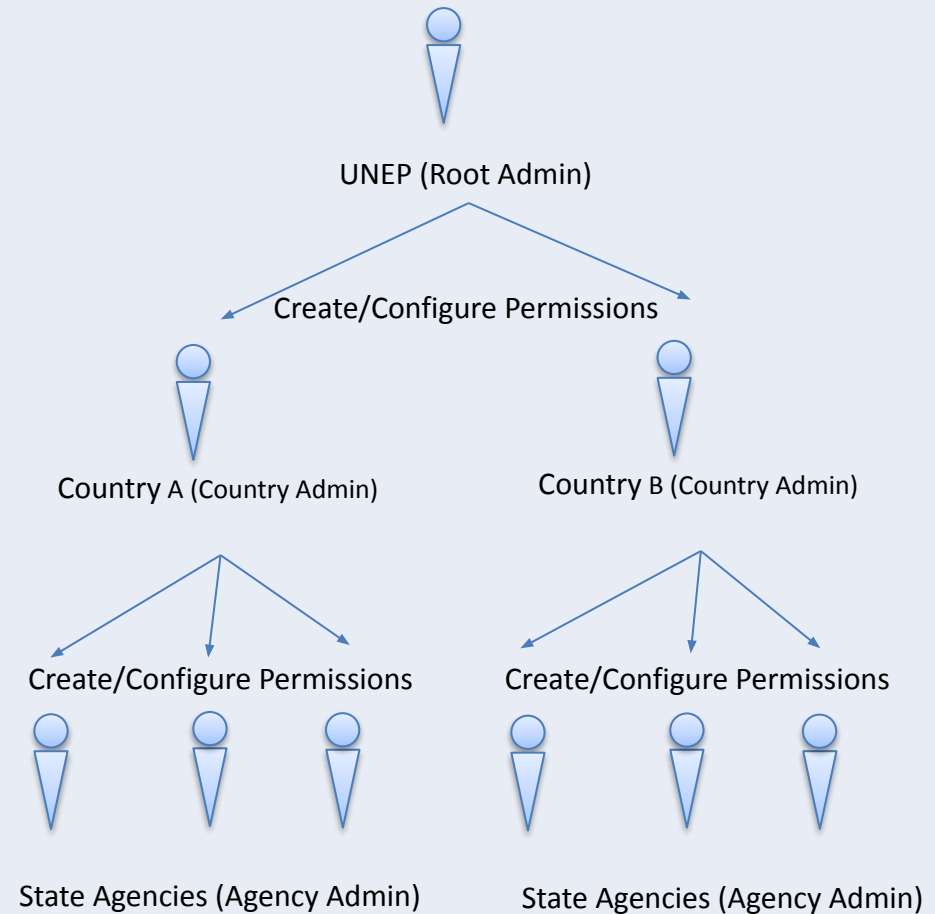 UNEP (Root Admin)
Create/Configure Permissions
Country A (Country Admin)
Country B (Country Admin)
Create/Configure Permissions
Create/Configure Permissions
State Agencies (Agency Admin)
State Agencies (Agency Admin)